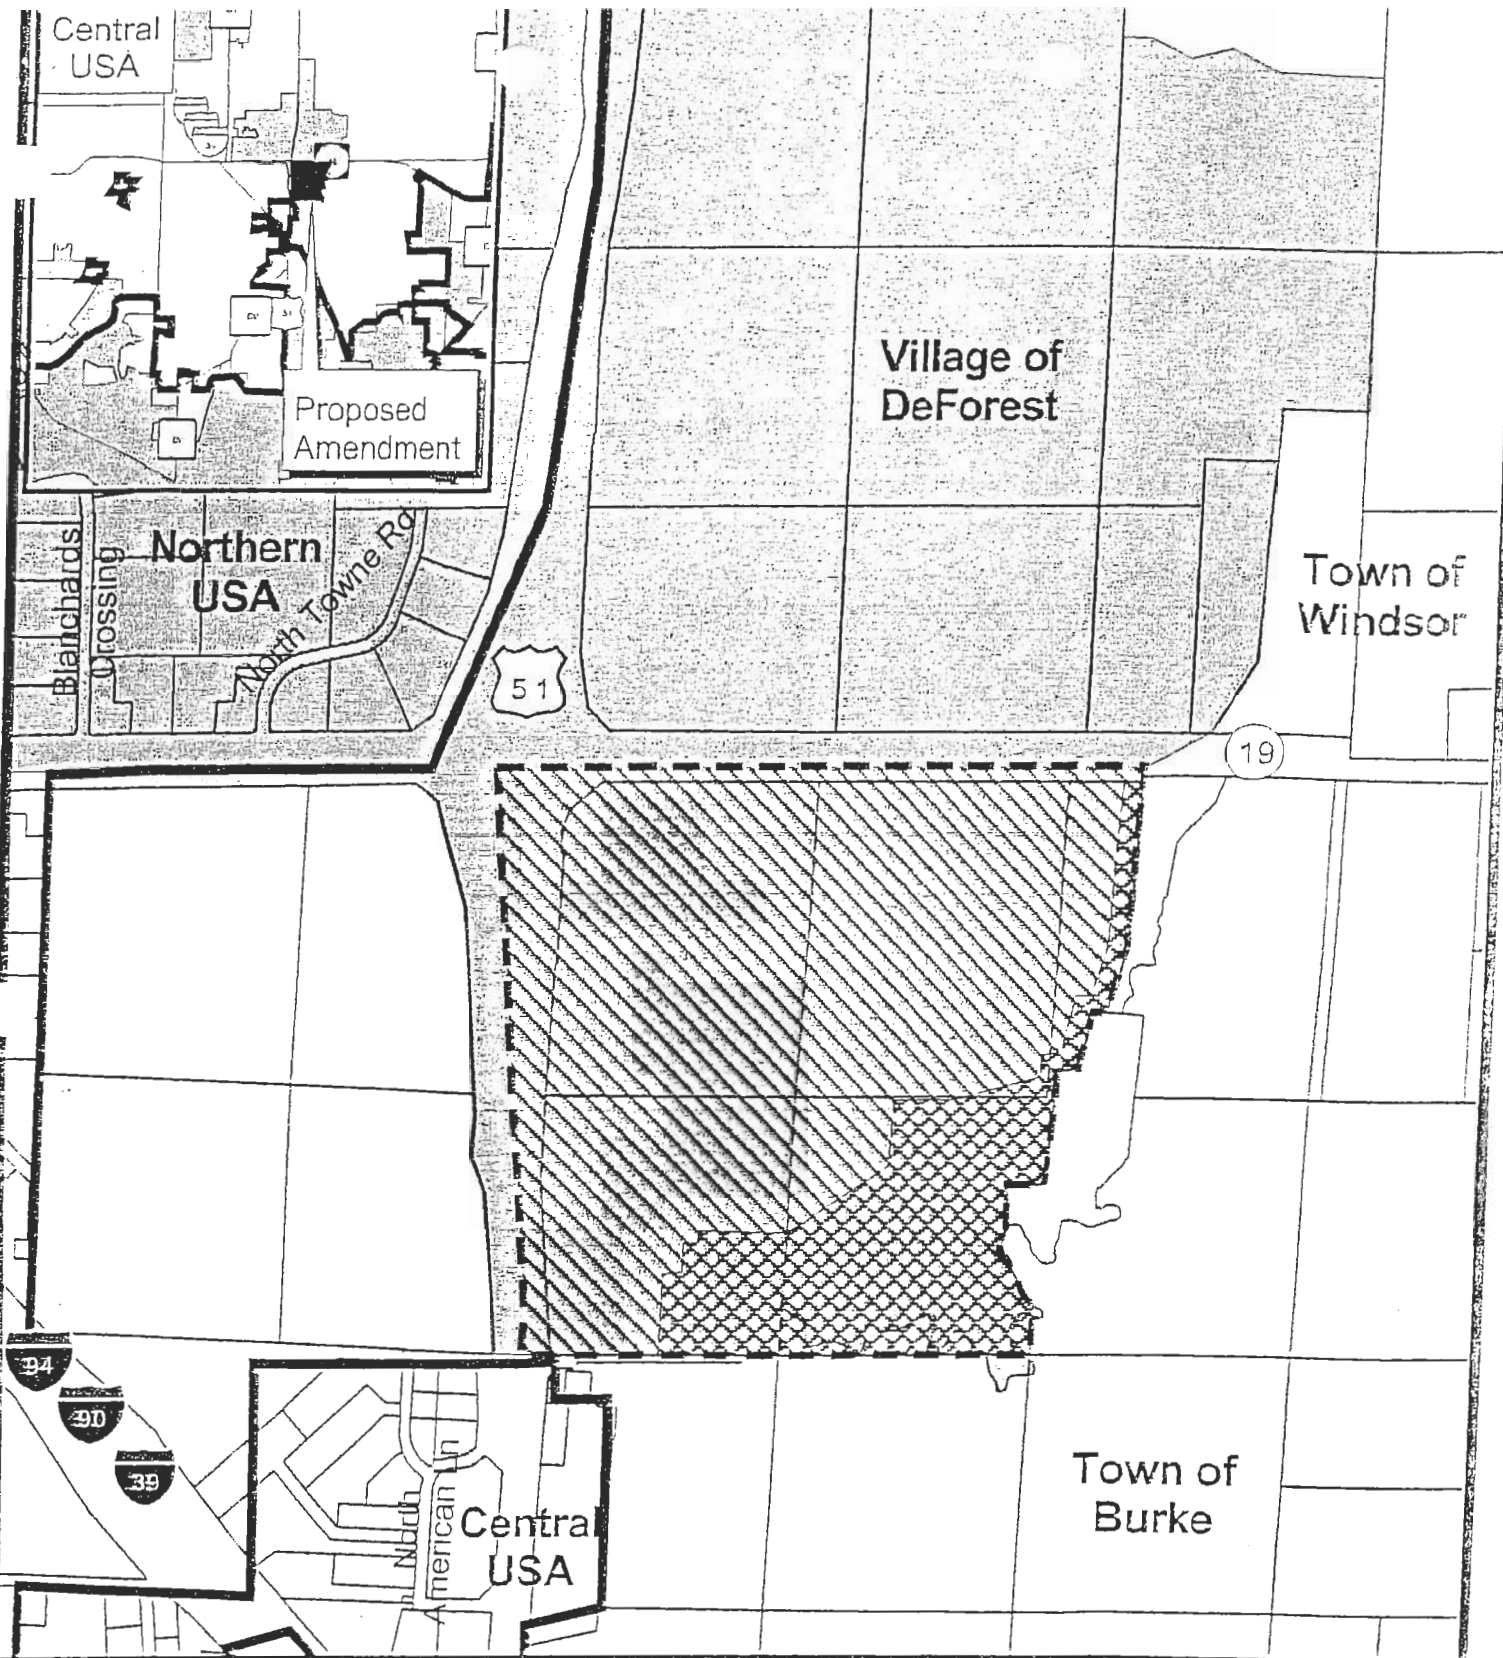 Central
USA
Proposed
Amendment
Village of
DeForest
Northern
USA
Blanchards
Crossing
North Towne Rd
Town of
Windsor
51
19
94
90
39
North
American Ln
Central
USA
Town of
Burke